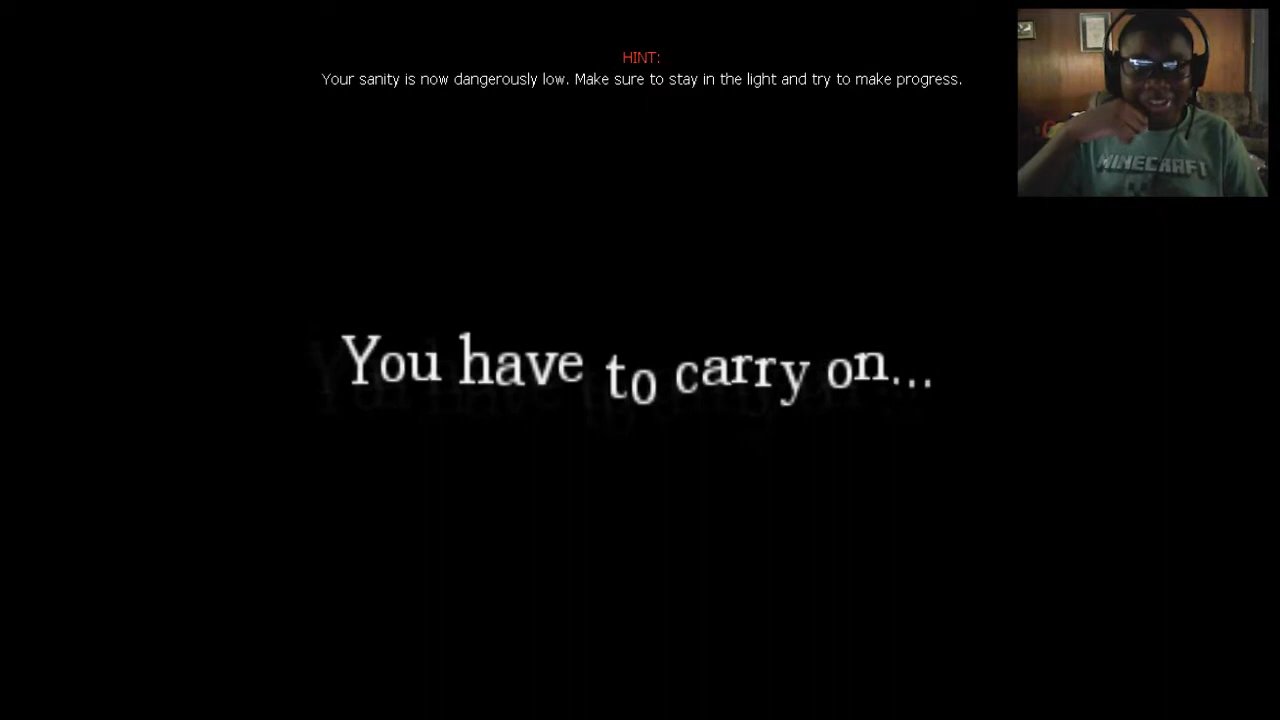 HINT:
Your sanity is now dangerously low. Make sure to stay in the light and try to make progress.
MINECRAFT
You have to carry on...